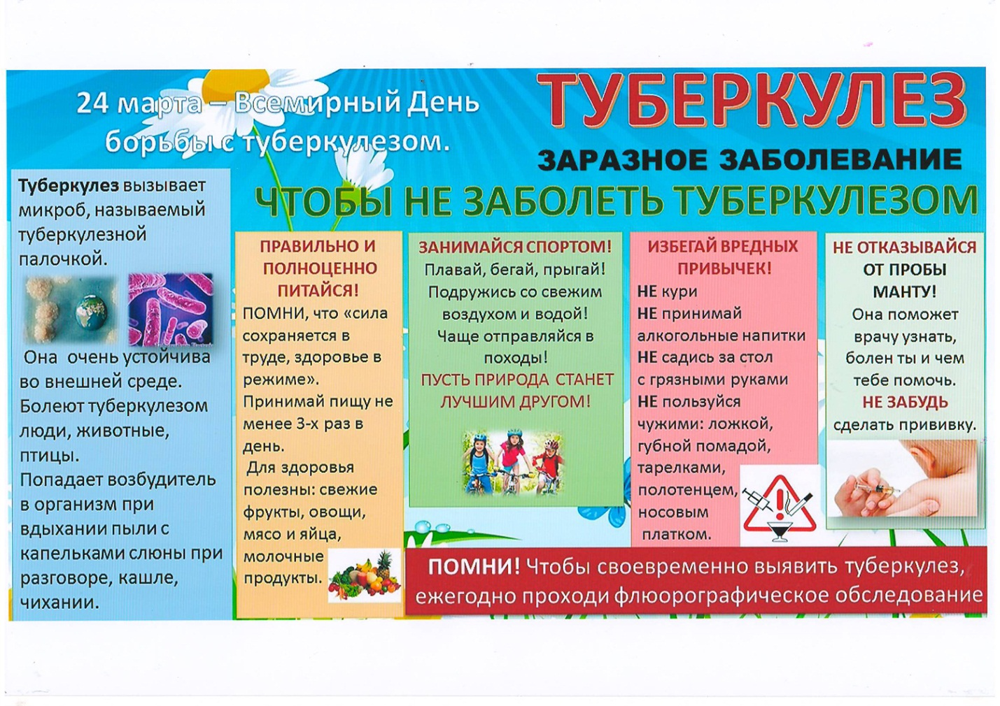 24 марта – Всемирный День
борьбы с туберкулезом.
ТУБЕРКУЛЕЗ
ЗАРАЗНОЕ ЗАБОЛЕВАНИЕ
ЧТОБЫ НЕ ЗАБОЛЕТЬ ТУБЕРКУЛЕЗОМ
Туберкулез вызывает
микроб, называемый
туберкулезной
палочкой.
Она очень устойчива
во внешней среде.
Болеют туберкулезом
люди, животные,
птицы.
Попадает возбудитель
в организм при
вдыхании пыли с
капельками слюны при
разговоре, кашле,
чихании.
ПРАВИЛЬНО И
ПОЛНОЦЕННО
ПИТАЙСЯ!
ПОМНИ, что «сила
сохраняется в
труде, здоровье в
режиме».
Принимай пищу не
менее 3-х раз в
день.
Для здоровья
полезны: свежие
фрукты, овощи,
мясо и яйца,
молочные
продукты.
ЗАНИМАЙСЯ СПОРТОМ!
Плавай, бегай, прыгай!
Подружись со свежим
воздухом и водой!
Чаще отправляйся в
походы!
ПУСТЬ ПРИРОДА СТАНЕТ
ЛУЧШИМ ДРУГОМ!
ИЗБЕГАЙ ВРЕДНЫХ
ПРИВЫЧЕК!
НЕ кури
НЕ принимай
алкогольные напитки
НЕ садись за стол
с грязными руками
НЕ пользуйся
чужими: ложкой,
губной помадой,
тарелками,
полотенцем,
носовым
платком.
НЕ ОТКАЗЫВАЙСЯ
ОТ ПРОБЫ
МАНТУ!
Она поможет
врачу узнать,
болен ты и чем
тебе помочь.
НЕ ЗАБУДЬ
сделать прививку.
ПОМНИ! Чтобы своевременно выявить туберкулез,
ежегодно проходи флюорографическое обследование